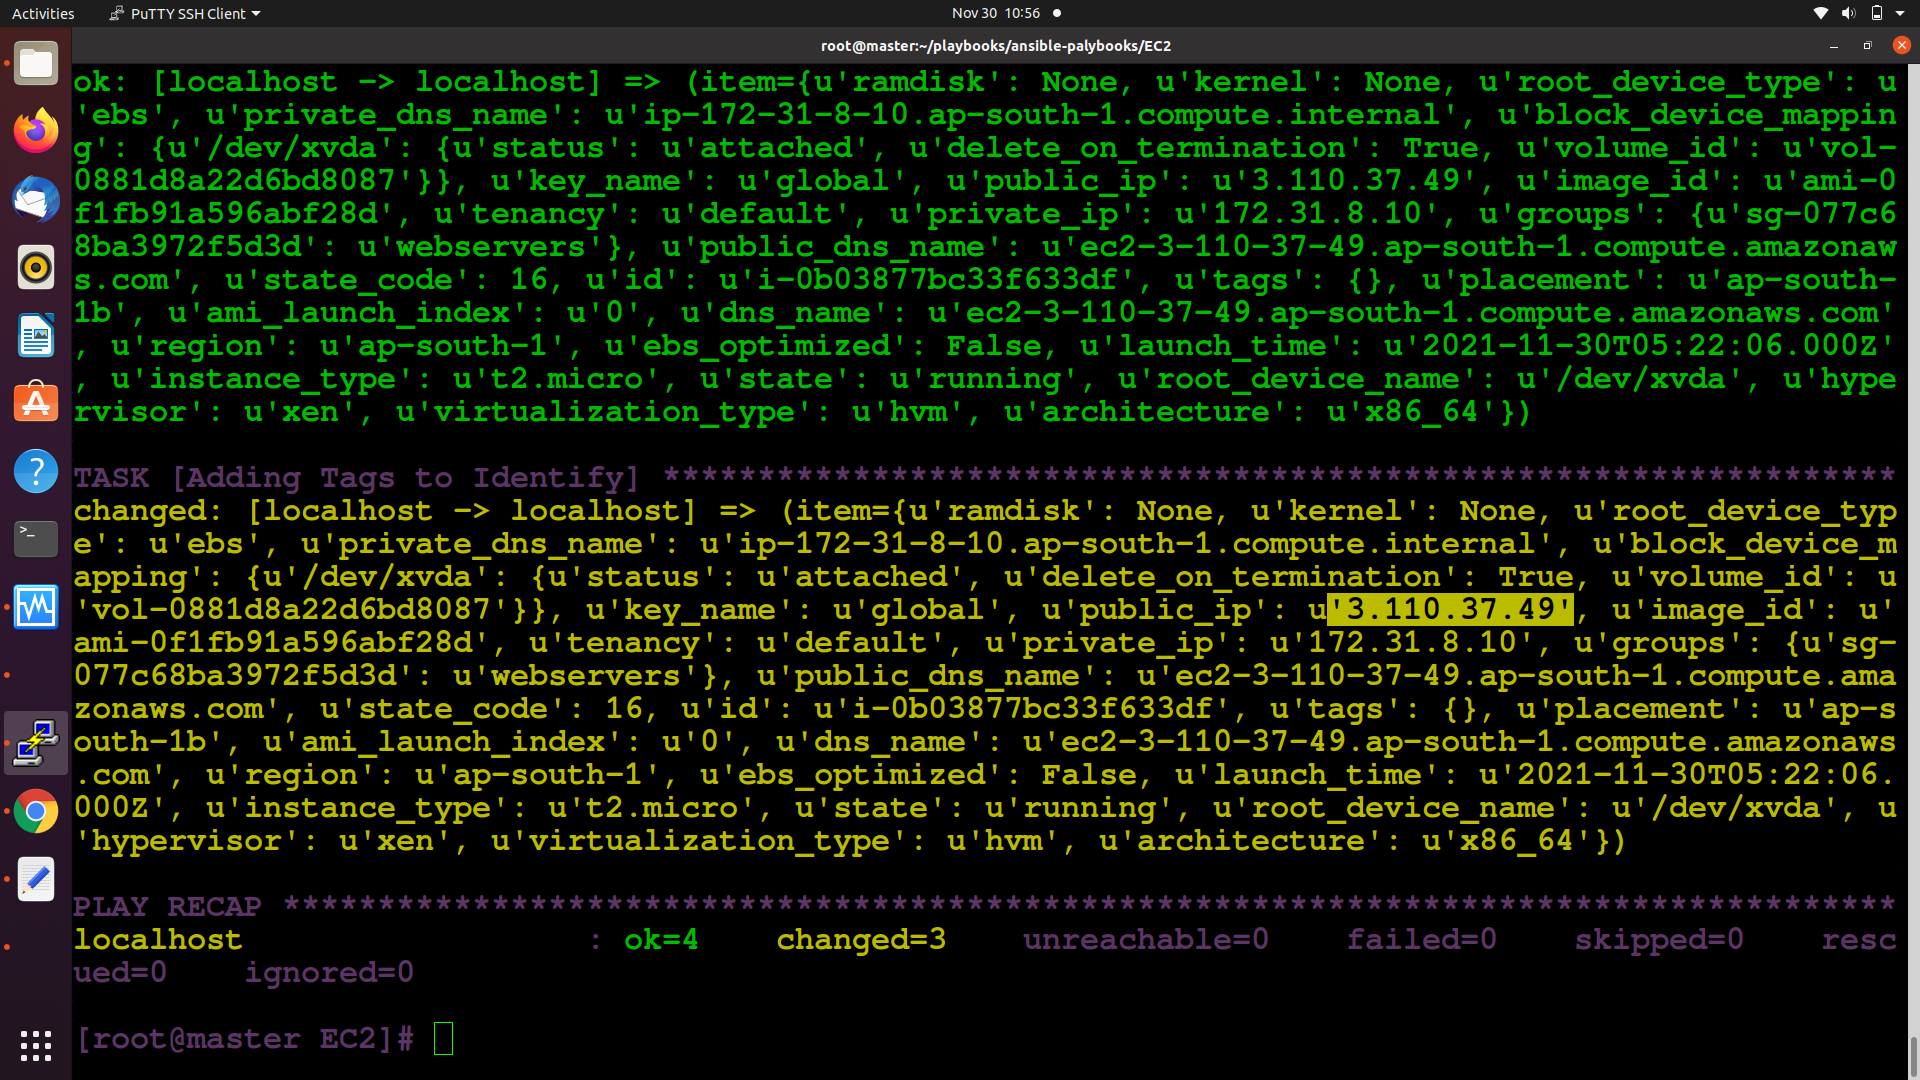 Activities
PuTTY SSH Client
Nov 30 10:56
root@master:~/playbooks/ansible-palybooks/EC2
ok: [localhost -> localhost] => (item={u'ramdisk': None, u'kernel': None, u'root_device_type': u
'ebs', u'private_dns_name': u'ip-172-31-8-10.ap-south-1.compute.internal', u'block_device_mappin
g': {u'/dev/xvda': {u'status': u'attached', u'delete_on_termination': True, u'volume_id': u'vol-
0881d8a22d6bd8087'}}, u'key_name': u'global', u'public_ip': u'3.110.37.49', u'image_id': u'ami-0
f1fb91a596abf28d', u'tenancy': u'default', u'private_ip': u'172.31.8.10', u'groups': {u'sg-077c6
8ba3972f5d3d': u'webservers'}, u'public_dns_name': u'ec2-3-110-37-49.ap-south-1.compute.amazonaw
s.com', u'state_code': 16, u'id': u'i-0b03877bc33f633df', u'tags': {}, u'placement': u'ap-south-
1b', u'ami_launch_index': u'0', u'dns_name': u'ec2-3-110-37-49.ap-south-1.compute.amazonaws.com'
, u'region': u'ap-south-1', u'ebs_optimized': False, u'launch_time': u'2021-11-30T05:22:06.000Z'
, u'instance_type': u't2.micro', u'state': u'running', u'root_device_name': u'/dev/xvda', u'hype
rvisor': u'xen', u'virtualization_type': u'hvm', u'architecture': u'x86_64'})
TASK [Adding Tags to Identify] *****************************************************************
changed: [localhost -> localhost] => (item={u'ramdisk': None, u'kernel': None, u'root_device_typ
e': u'ebs', u'private_dns_name': u'ip-172-31-8-10.ap-south-1.compute.internal', u'block_device_m
apping': {u'/dev/xvda': {u'status': u'attached', u'delete_on_termination': True, u'volume_id': u
'vol-0881d8a22d6bd8087'}}, u'key_name': u'global', u'public_ip': u'3.110.37.49', u'image_id': u'
ami-0f1fb91a596abf28d', u'tenancy': u'default', u'private_ip': u'172.31.8.10', u'groups': {u'sg-
077c68ba3972f5d3d': u'webservers'}, u'public_dns_name': u'ec2-3-110-37-49.ap-south-1.compute.ama
zonaws.com', u'state_code': 16, u'id': u'i-0b03877bc33f633df', u'tags': {}, u'placement': u'ap-s
outh-1b', u'ami_launch_index': u'0', u'dns_name': u'ec2-3-110-37-49.ap-south-1.compute.amazonaws
.com', u'region': u'ap-south-1', u'ebs_optimized': False, u'launch_time': u'2021-11-30T05:22:06.
000Z', u'instance_type': u't2.micro', u'state': u'running', u'root_device_name': u'/dev/xvda', u
'hypervisor': u'xen', u'virtualization_type': u'hvm', u'architecture': u'x86_64'})
PLAY RECAP *************************************************************************************
localhost                  : ok=4    changed=3    unreachable=0    failed=0    skipped=0    resc
ued=0    ignored=0
[root@master EC2]#